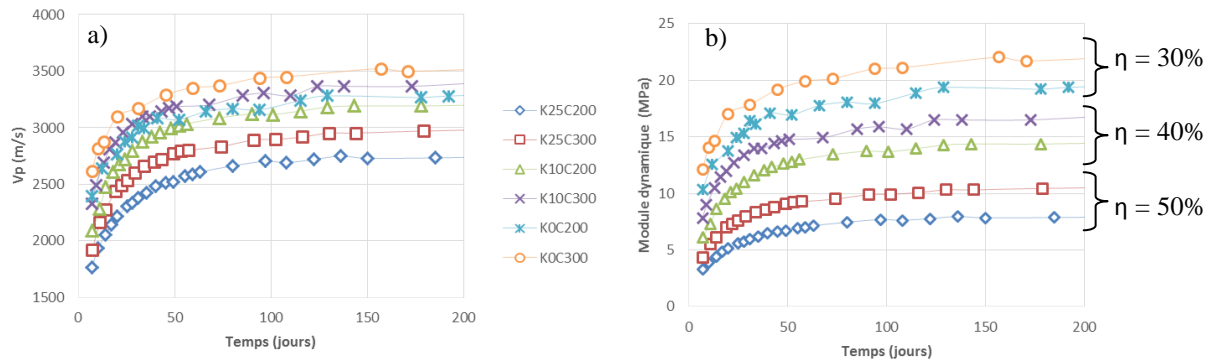 a)
4000
3500
3000
2500
2000
1500
Vp (m/s)
0
50
100
150
200
Temps (jours)
K25C200
K25C300
K10C200
K10C300
K0C200
K0C300
b)
25
20
15
10
5
0
Module dynamique (MPa)
0
50
100
150
200
Temps (jours)
η = 30%
η = 40%
η = 50%